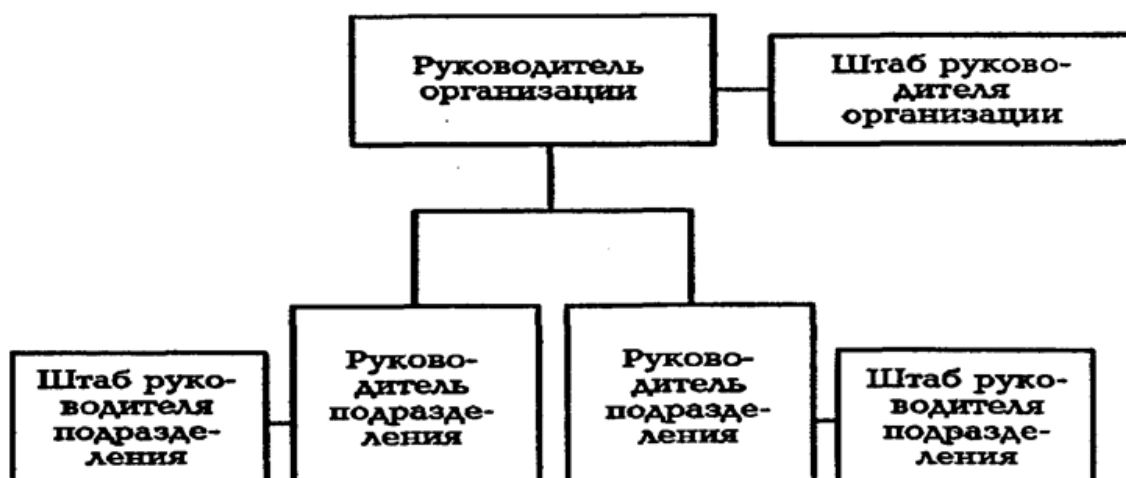 Руководитель
организации
Штаб руково-
дителя
организации
Штаб руко-
водителя
подразде-
ления
Руково-
дитель
подразде-
ления
Руково-
дитель
подразде-
ления
Штаб руко-
водителя
подразде-
ления